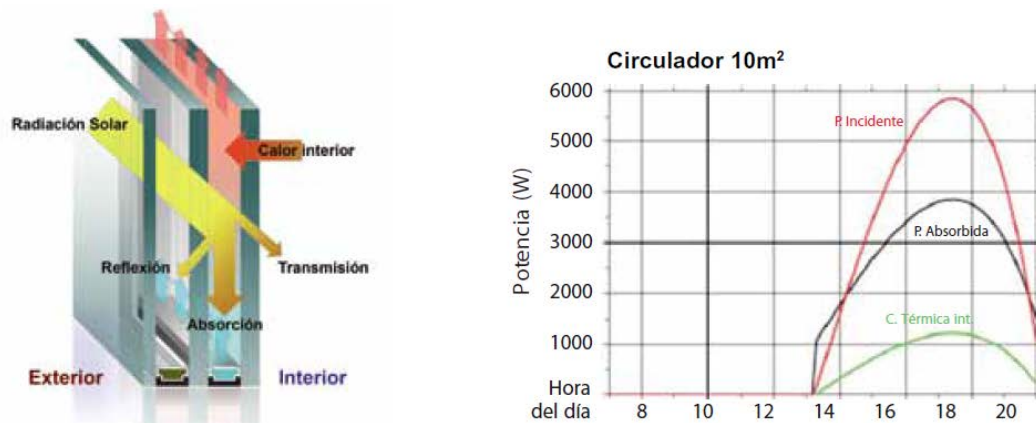 Radiación Solar
Calor interior
Reflexión
Transmisión
Absorción
Exterior
Interior
Circulador 10m²
Potencia (W)
6000
5000
4000
3000
2000
1000
P. Incidente
P. Absorbida
C. Térmica int.
Hora
del día
8 10 12 14 16 18 20